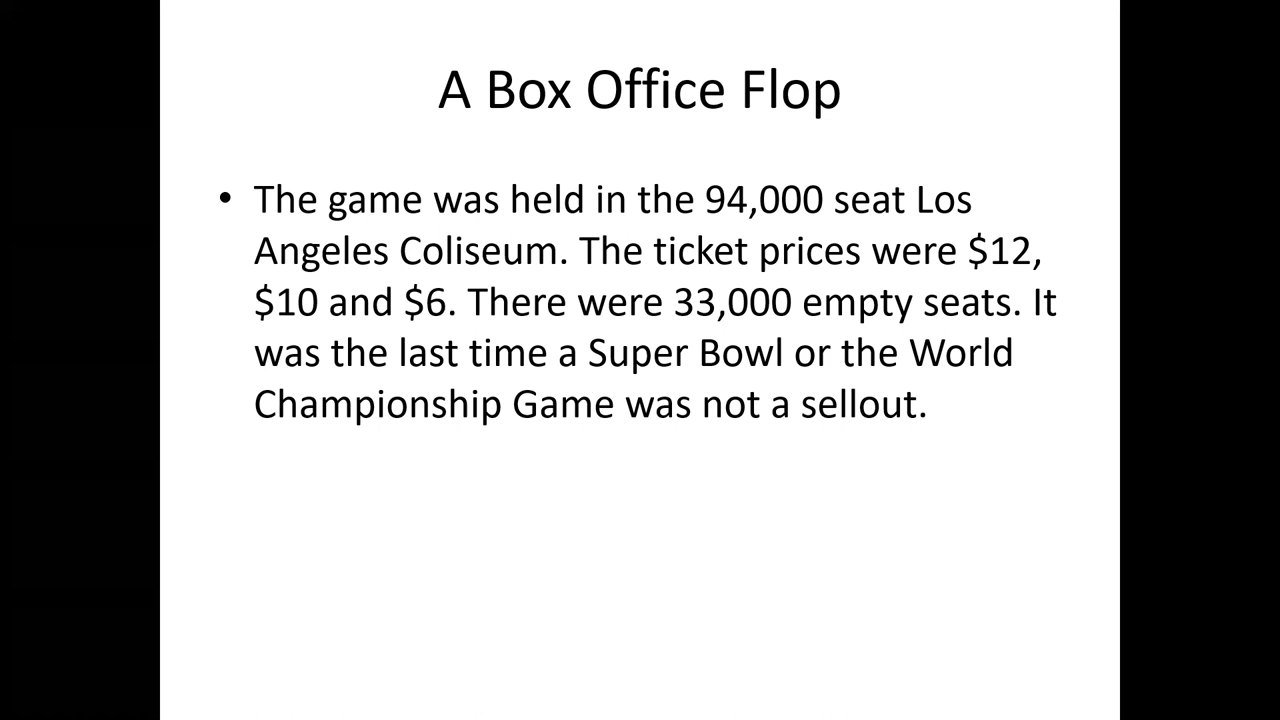 A Box Office Flop
• The game was held in the 94,000 seat Los
Angeles Coliseum. The ticket prices were $12,
$10 and $6. There were 33,000 empty seats. It
was the last time a Super Bowl or the World
Championship Game was not a sellout.